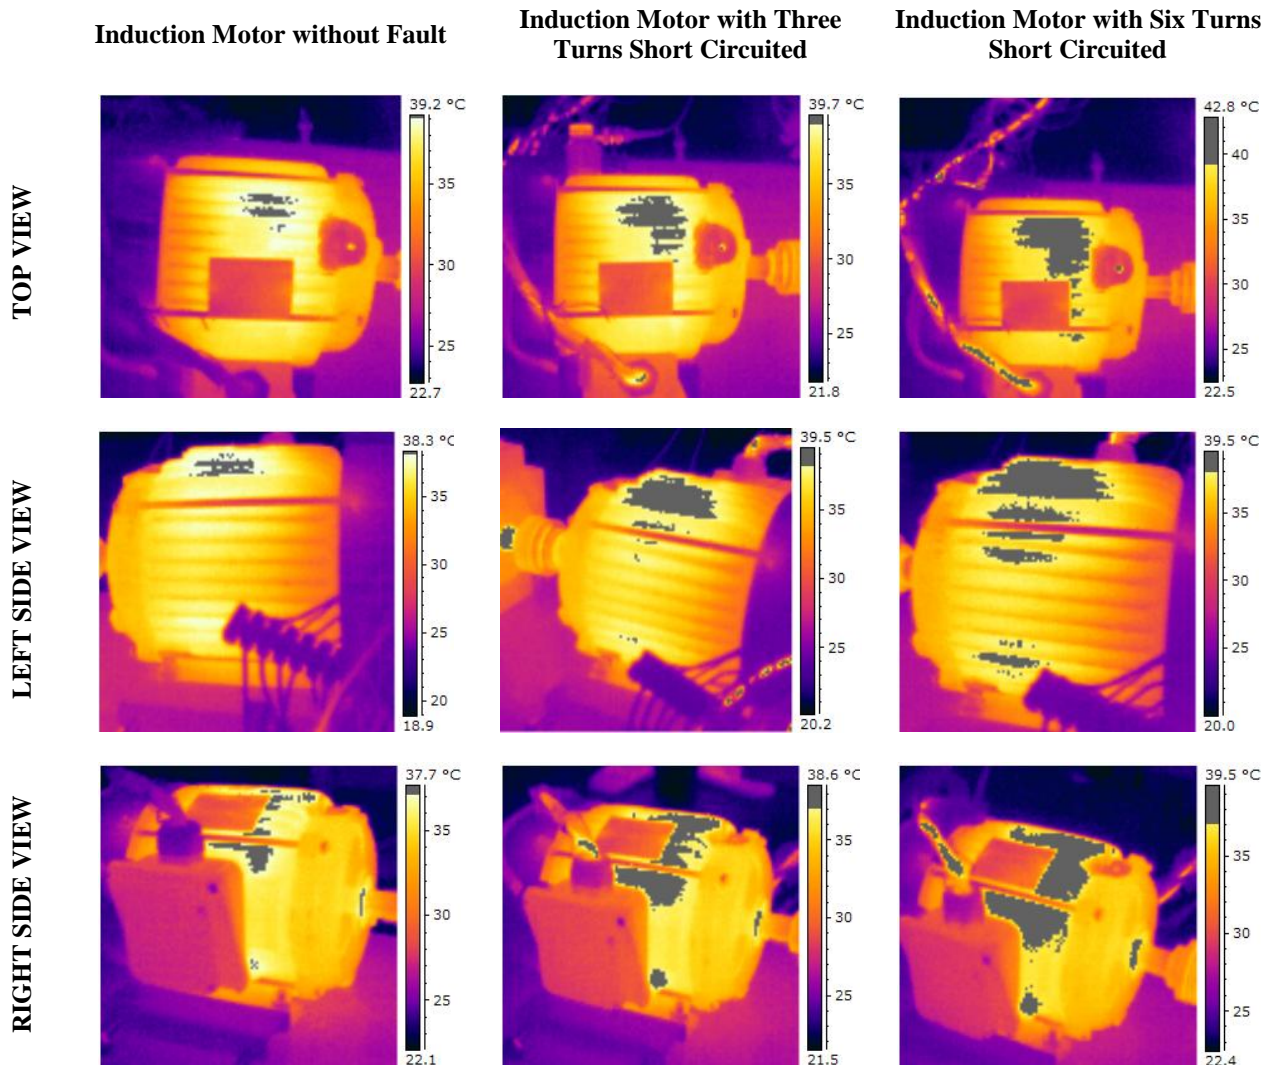 Induction Motor without Fault
Induction Motor with Three
Turns Short Circuited
Induction Motor with Six Turns
Short Circuited
TOP VIEW
39.2 °C
35
30
25
22.7
39.7 °C
35
30
25
21.8
42.8 °C
40
35
30
25
22.5
LEFT SIDE VIEW
38.3 °C
35
30
25
20
18.9
39.5 °C
35
30
25
20.2
39.5 °C
35
30
25
20.0
RIGHT SIDE VIEW
37.7 °C
35
30
25
22.1
38.6 °C
35
30
25
21.5
39.5 °C
35
30
25
22.4